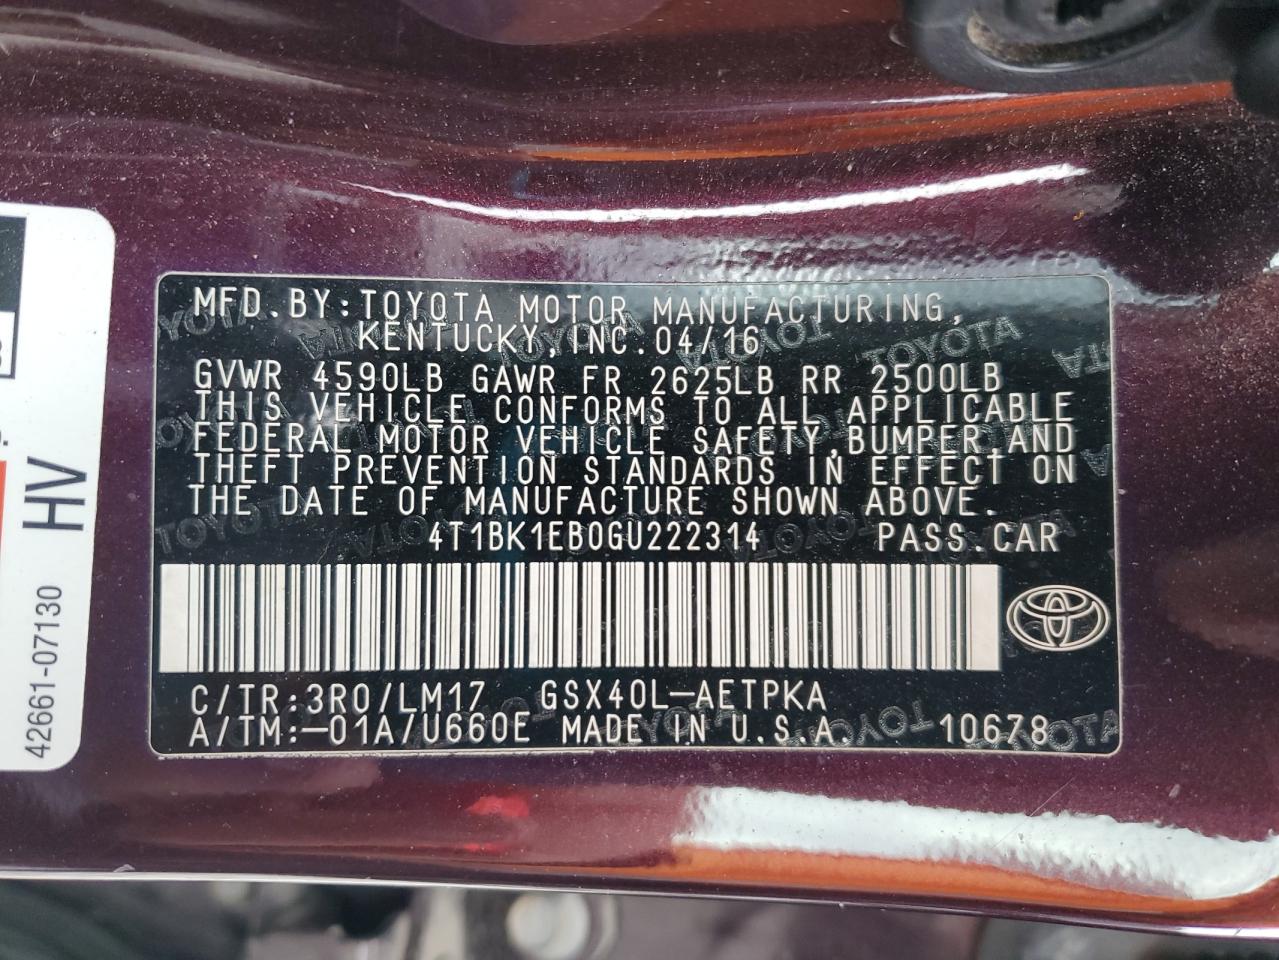 MFD.BY:TOYOTA MOTOR MANUFACTURING,
KENTUCKY,INC.04/16
GVWR 4590LB GAWR FR 2625LB RR 2500LB
THIS VEHICLE CONFORMS TO ALL APPLICABLE
FEDERAL MOTOR VEHICLE SAFETY,BUMPER,AND
THEFT PREVENTION STANDARDS IN EFFECT ON
THE DATE OF MANUFACTURE SHOWN ABOVE.
4T1BK1EB0GU222314 PASS.CAR
C/TR:3R0/LM17 GSX40L-AETPKA
A/TM:-01A/U660E MADE IN U.S.A. 10678
HV
42661-07130